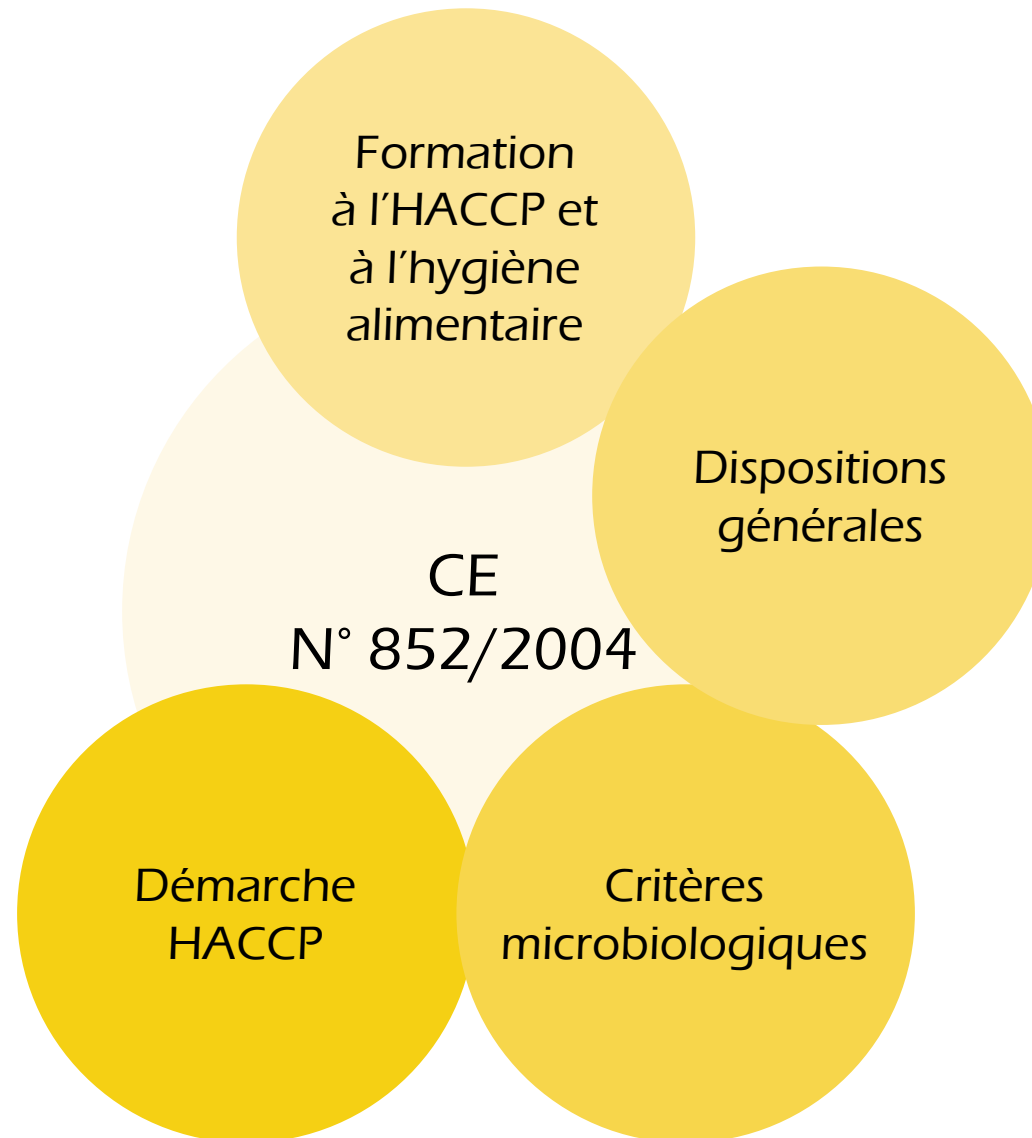 Formation
à l'HACCP et
à l'hygiène
alimentaire
Dispositions
générales
CE
N° 852/2004
Démarche
HACCP
Critères
microbiologiques